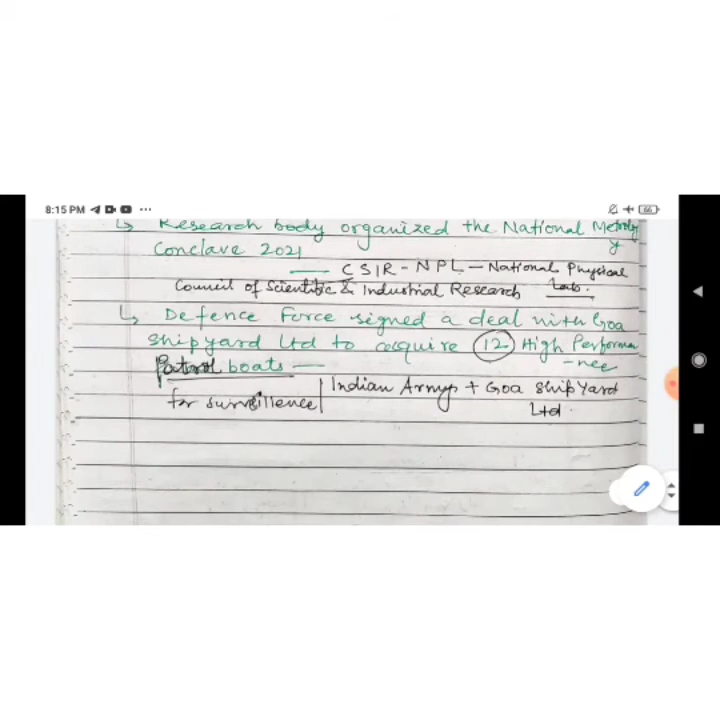 8:15 PM ...
66
↳ Research body organized the National Metrology
Conclave 2021
— CSIR - NPL - National Physical Lab.
Council of Scientific & Industrial Research
↳ Defence Force signed a deal with Goa
shipyard Ltd to acquire 12 High Performa
-nce
Patrol boats —
for surveillence | Indian Army + Goa Ship Yard
Ltd.